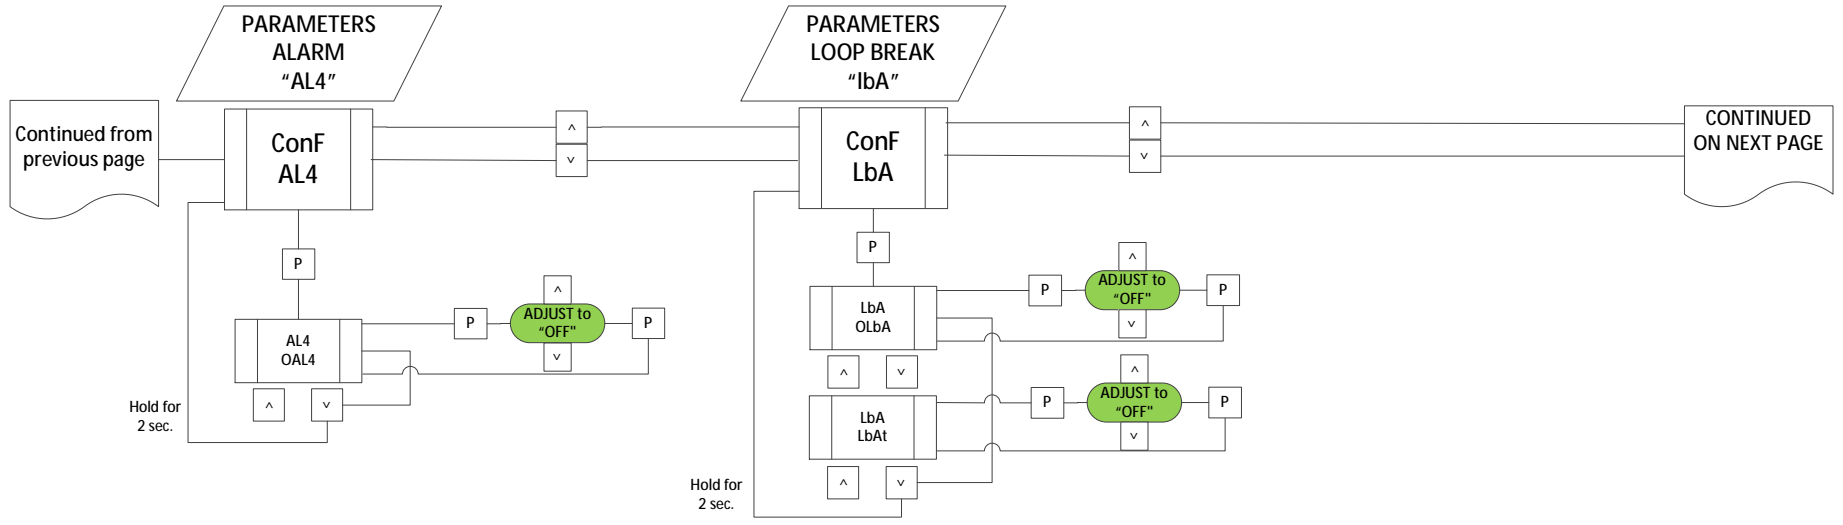 PARAMETERS
ALARM
“AL4”
PARAMETERS
LOOP BREAK
“lbA”
Continued from
previous page
ConF
AL4
^
v
ConF
LbA
^
v
CONTINUED
ON NEXT PAGE
P
AL4
OAL4
P
^
ADJUST to
“OFF"
v
P
^
v
Hold for
2 sec.
P
LbA
OLbA
P
^
ADJUST to
“OFF"
v
P
^
v
LbA
LbAt
P
^
ADJUST to
“OFF"
v
P
^
v
Hold for
2 sec.